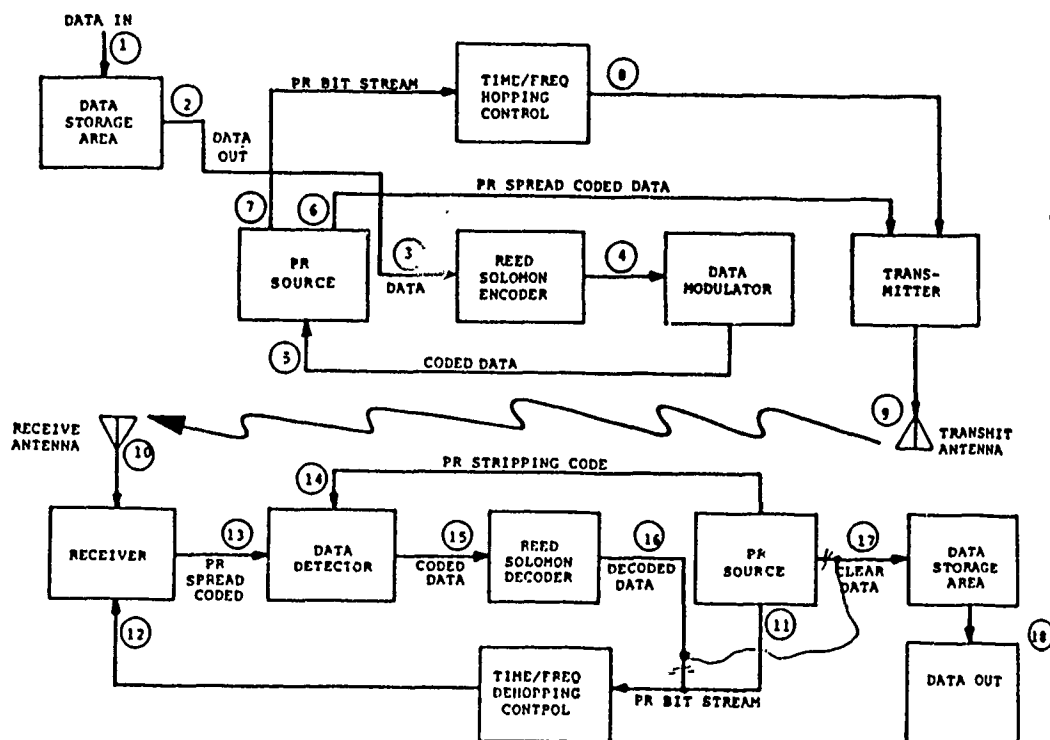 DATA IN
1
DATA
STORAGE
AREA
2
DATA
OUT
PR BIT STREAM
TIME/FREQ
HOPPING
CONTROL
8
PR SPREAD CODED DATA
7
6
PR
SOURCE
3
DATA
REED
SOLOMON
ENCODER
4
DATA
MODULATOR
TRANS-
MITTER
5
CODED DATA
9
TRANSHIT
ANTENNA
RECEIVE
ANTENNA
10
PR STRIPPING CODE
14
RECEIVER
13
PR
SPREAD
CODED
DATA
DETECTOR
15
CODED
DATA
REED
SOLOMON
DECODER
16
DECODED
DATA
PR
SOURCE
17
CLEAR
DATA
DATA
STORAGE
AREA
12
11
18
TIME/FREQ
DEHOPPING
CONTPOL
PR BIT STREAM
DATA OUT